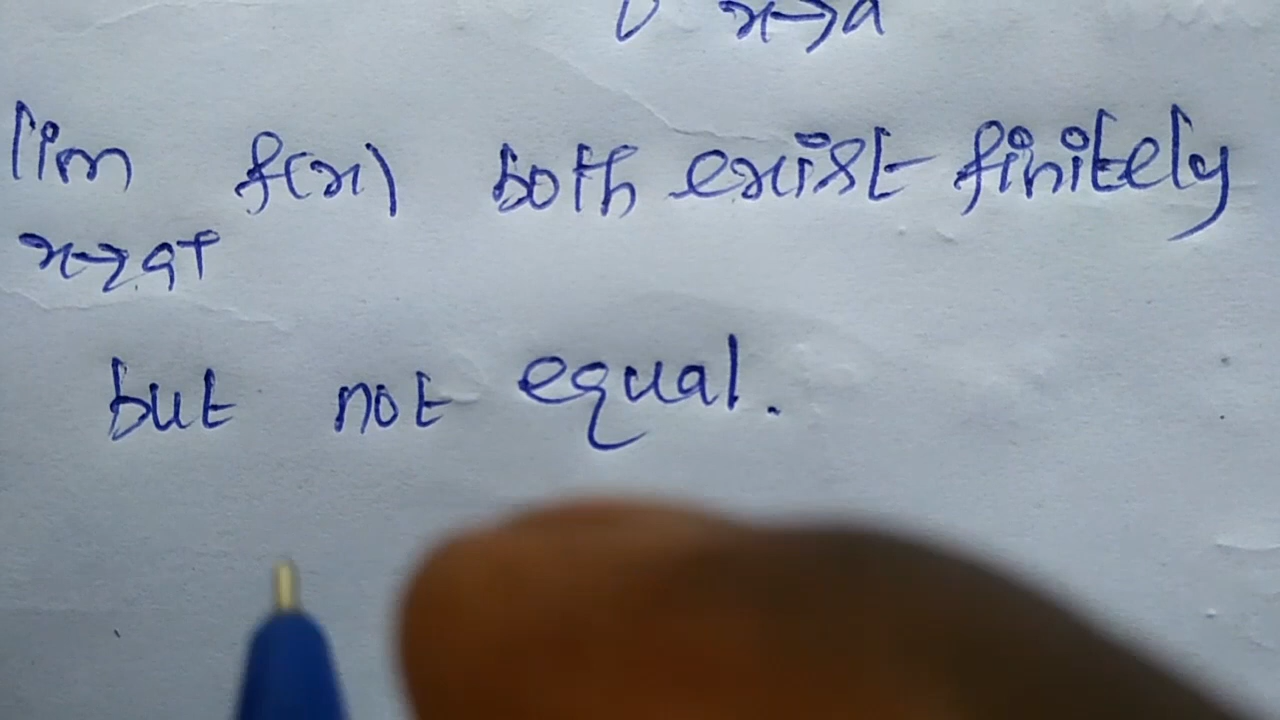 x→a
lim f(x) both exist finitely
x→a+
but not equal.